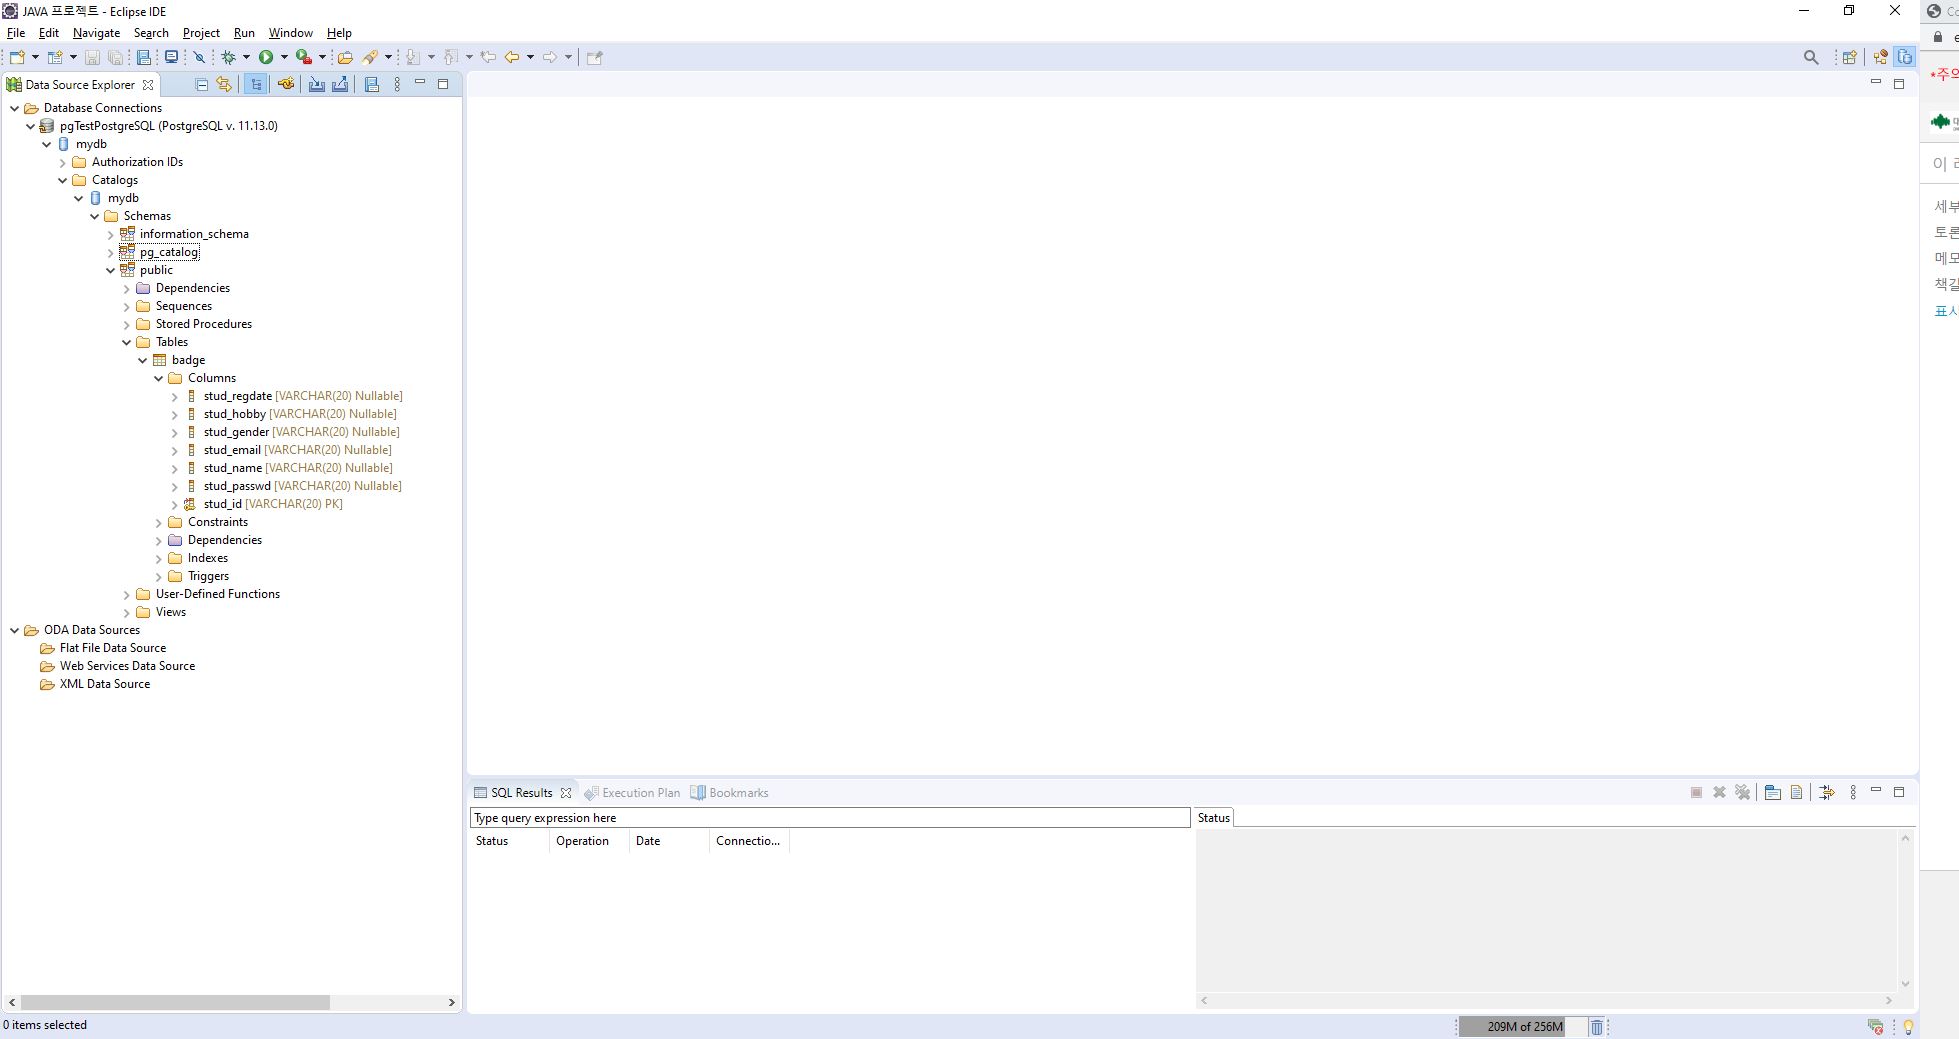 JAVA 프로젝트 - Eclipse IDE
File Edit Navigate Search Project Run Window Help
Data Source Explorer
Database Connections
pgTestPostgreSQL (PostgreSQL v. 11.13.0)
mydb
Authorization IDs
Catalogs
mydb
Schemas
information_schema
pg_catalog
public
Dependencies
Sequences
Stored Procedures
Tables
badge
Columns
stud_regdate [VARCHAR(20) Nullable]
stud_hobby [VARCHAR(20) Nullable]
stud_gender [VARCHAR(20) Nullable]
stud_email [VARCHAR(20) Nullable]
stud_name [VARCHAR(20) Nullable]
stud_passwd [VARCHAR(20) Nullable]
stud_id [VARCHAR(20) PK]
Constraints
Dependencies
Indexes
Triggers
User-Defined Functions
Views
ODA Data Sources
Flat File Data Source
Web Services Data Source
XML Data Source
SQL Results Execution Plan Bookmarks
Type query expression here
Status
Status Operation Date Connectio...
0 items selected
209M of 256M
*주의
이
세부
토론
메모
책갈
표시